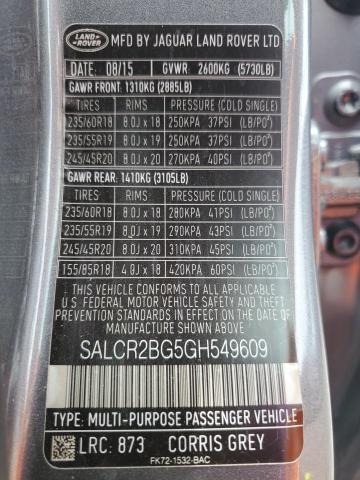 LAND ROVER
MFD BY JAGUAR LAND ROVER LTD
DATE: 08/15 GVWR: 2600KG (5730LB)
GAWR FRONT: 1310KG (2885LB)
TIRES RIMS PRESSURE (COLD SINGLE)
235/60R18 8.0J x 18 250KPA 37PSI (LB/PO²)
235/55R19 8.0J x 19 250KPA 37PSI (LB/PO²)
245/45R20 8.0J x 20 270KPA 40PSI (LB/PO²)
GAWR REAR: 1410KG (3105LB)
TIRES RIMS PRESSURE (COLD SINGLE)
235/60R18 8.0J x 18 280KPA 41PSI (LB/PO²)
235/55R19 8.0J x 19 290KPA 43PSI (LB/PO²)
245/45R20 8.0J x 20 310KPA 45PSI (LB/PO²)
155/85R18 4.0J x 18 420KPA 60PSI (LB/PO²)
THIS VEHICLE CONFORMS TO ALL APPLICABLE
U.S FEDERAL MOTOR VEHICLE SAFETY AND THEFT
PREVENTION STANDARDS IN EFFECT ON THE DATE
OF MANUFACTURE SHOWN ABOVE
SALCR2BG5GH549609
TYPE: MULTI-PURPOSE PASSENGER VEHICLE
LRC: 873 CORRIS GREY
FK72-1532-BAC